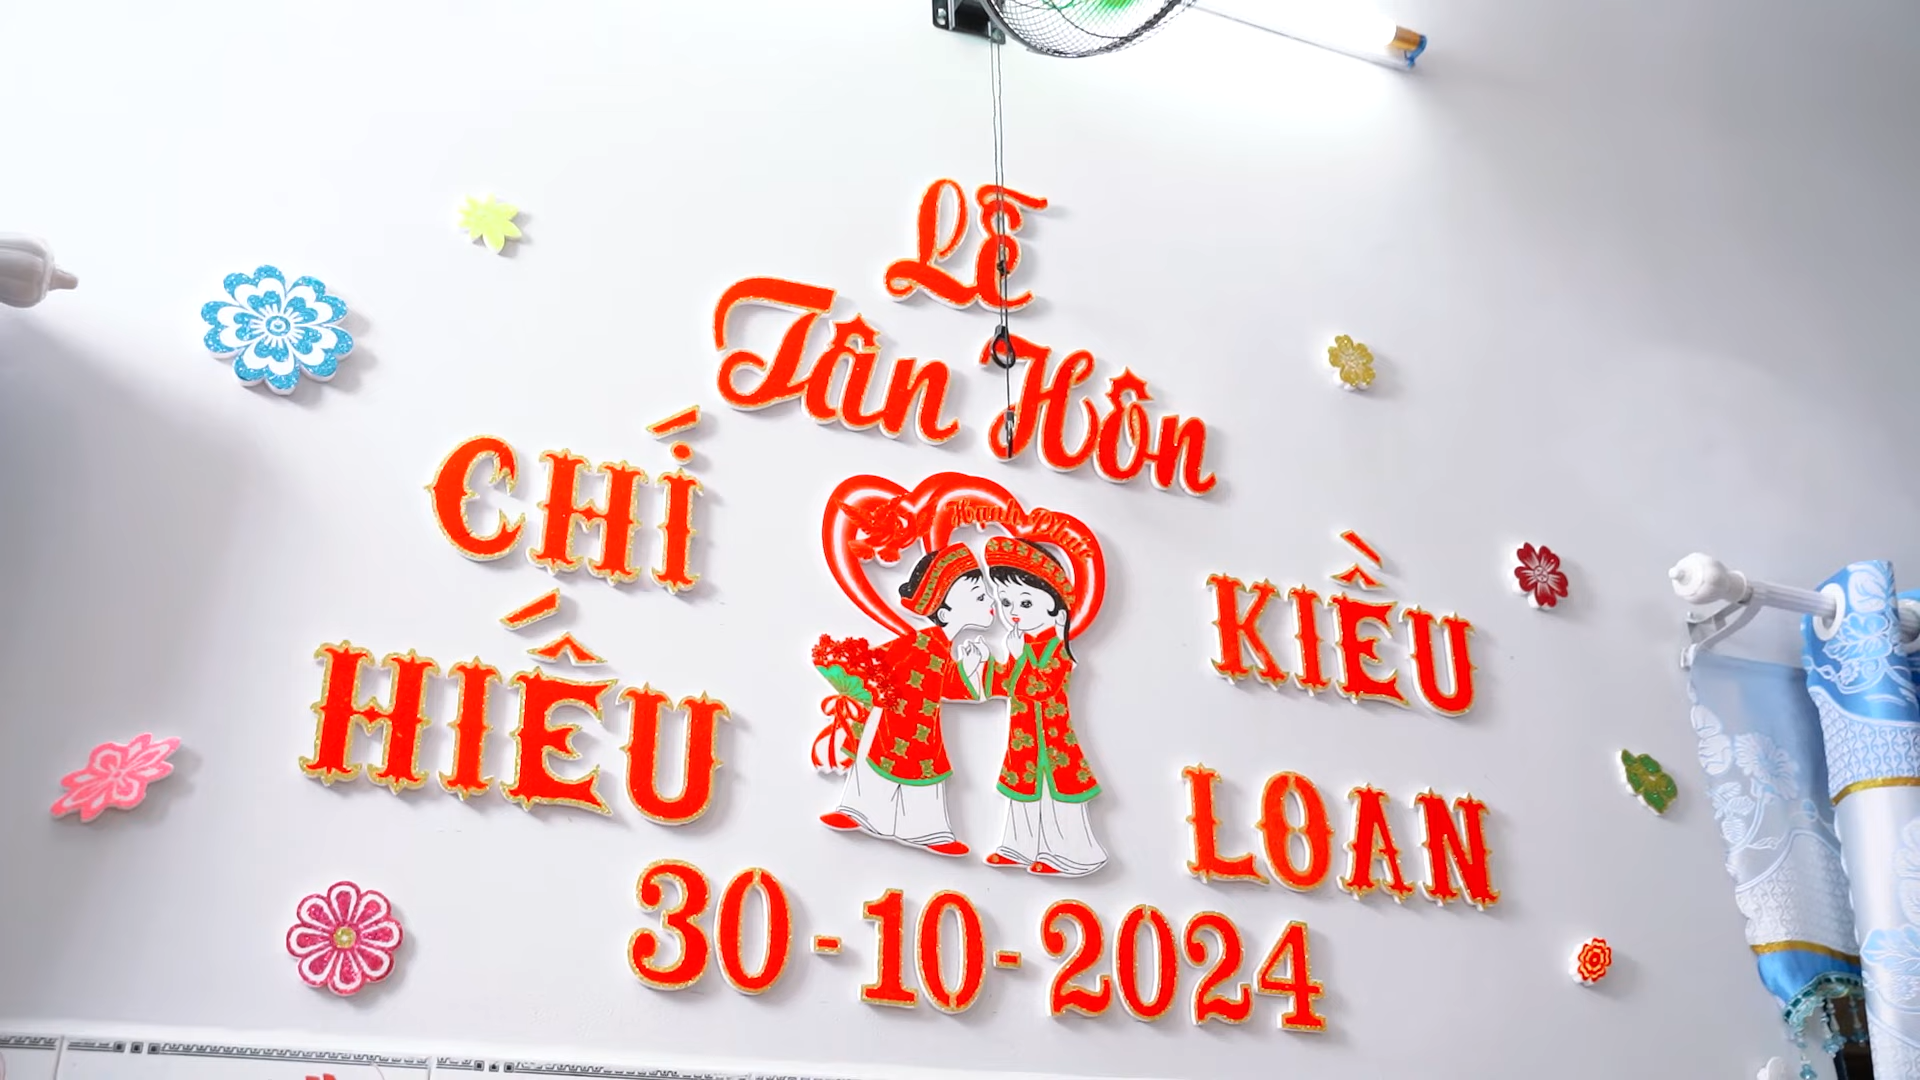 Lễ
Tân Hôn
CHÍ
HIẾU
Hạnh Phúc
KIỀU
LOAN
30-10-2024